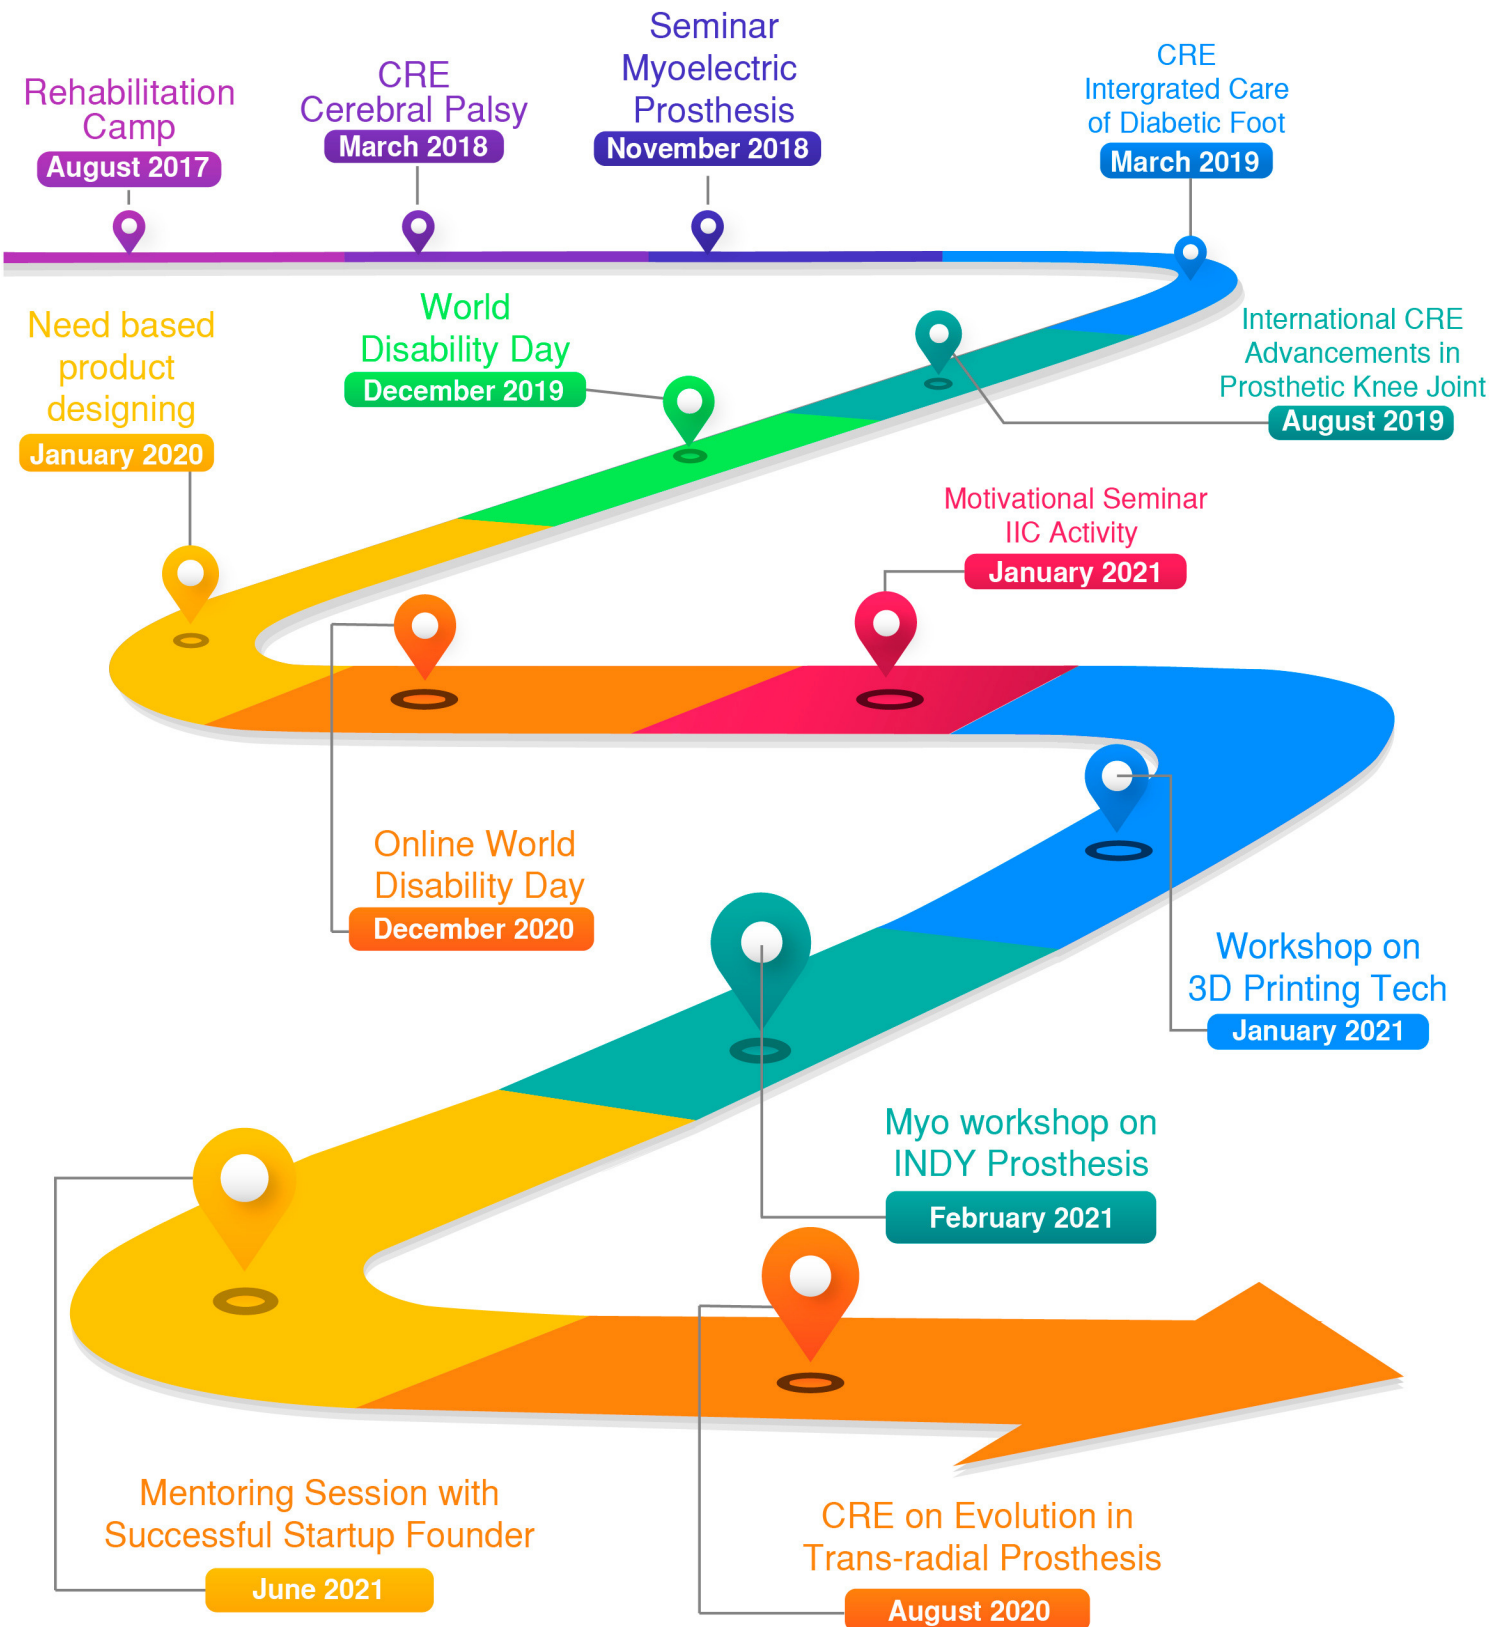 Rehabilitation
Camp
August 2017
CRE
Cerebral Palsy
March 2018
Seminar
Myoelectric
Prosthesis
November 2018
CRE
Intergrated Care
of Diabetic Foot
March 2019
International CRE
Advancements in
Prosthetic Knee Joint
August 2019
World
Disability Day
December 2019
Need based
product
designing
January 2020
Online World
Disability Day
December 2020
Motivational Seminar
IIC Activity
January 2021
Workshop on
3D Printing Tech
January 2021
Myo workshop on
INDY Prosthesis
February 2021
Mentoring Session with
Successful Startup Founder
June 2021
CRE on Evolution in
Trans-radial Prosthesis
August 2020